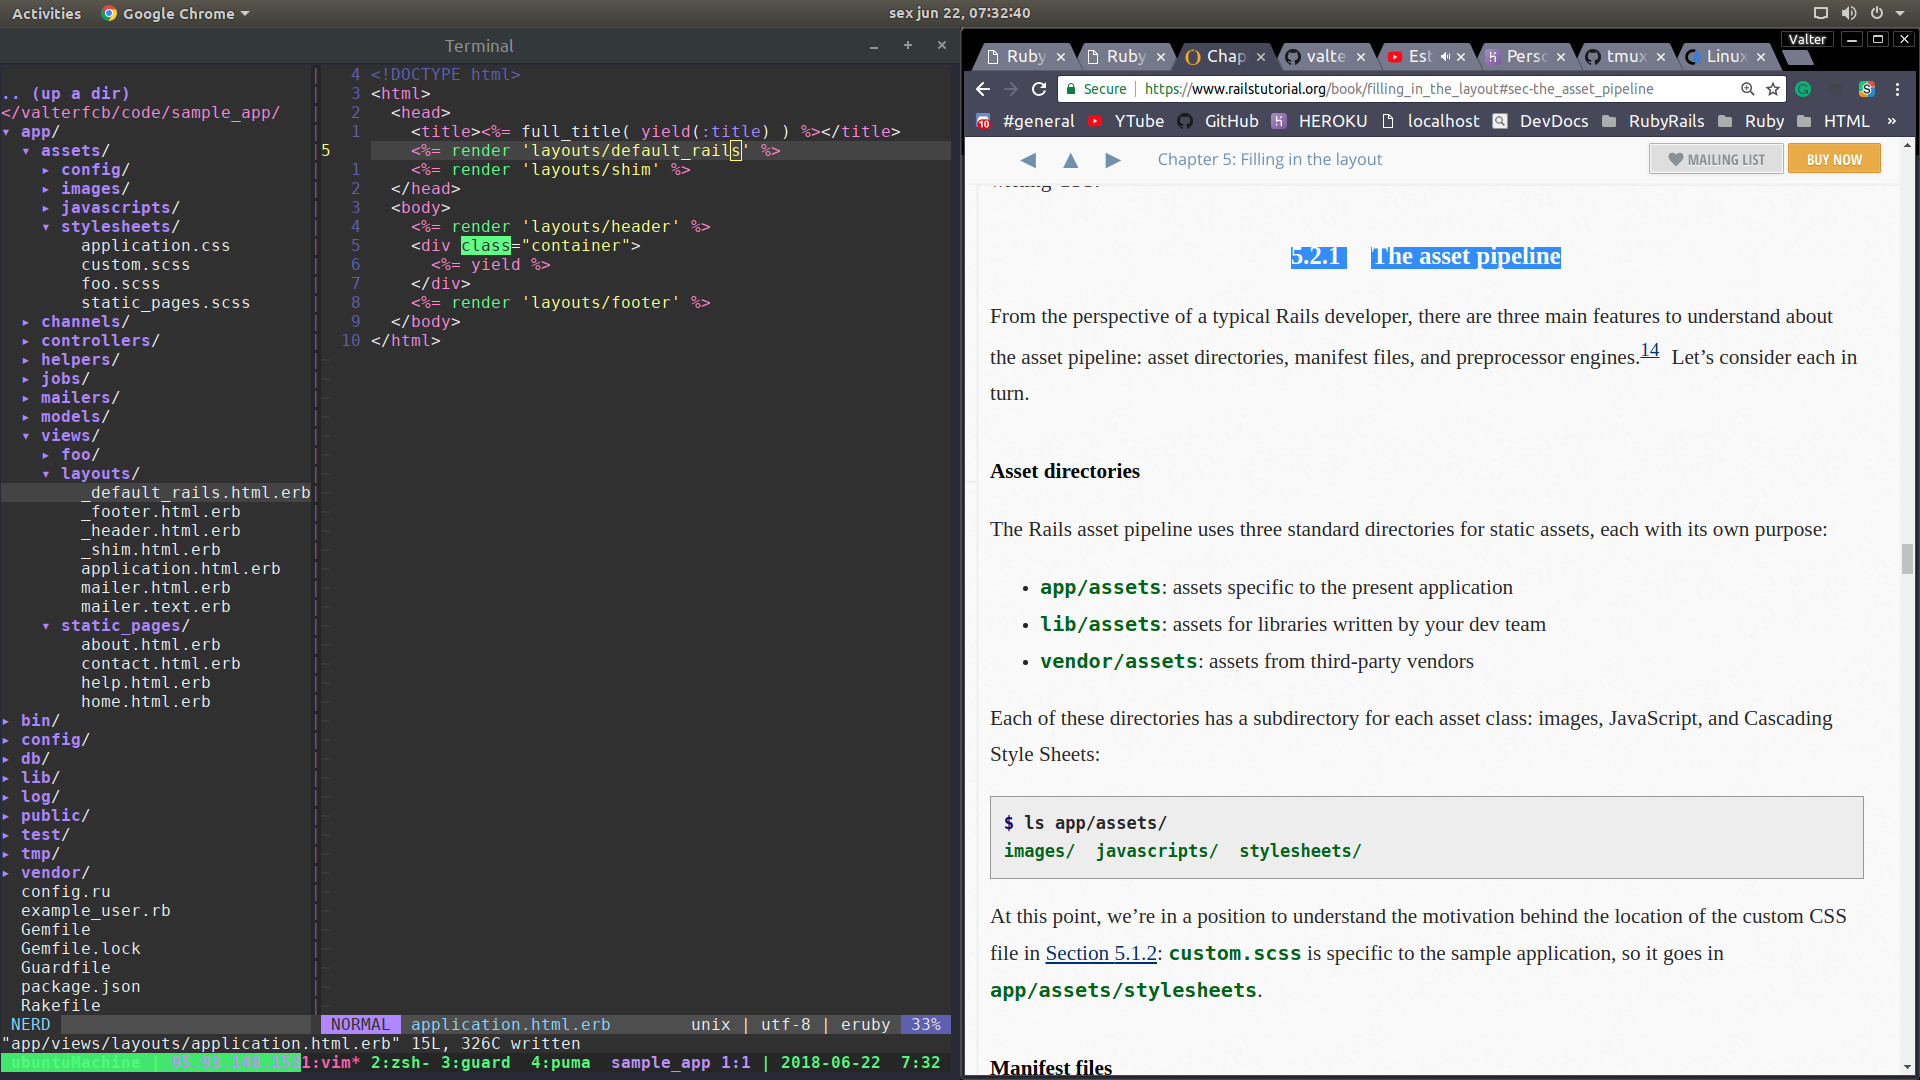 Activities Google Chrome sex jun 22, 07:32:40
Terminal
.. (up a dir)
</valterfcb/code/sample_app/
▾ app/
▾ assets/
▸ config/
▸ images/
▸ javascripts/
▾ stylesheets/
application.css
custom.scss
foo.scss
static_pages.scss
▸ channels/
▸ controllers/
▸ helpers/
▸ jobs/
▸ mailers/
▸ models/
▾ views/
▸ foo/
▾ layouts/
_default_rails.html.erb
_footer.html.erb
_header.html.erb
_shim.html.erb
application.html.erb
mailer.html.erb
mailer.text.erb
▾ static_pages/
about.html.erb
contact.html.erb
help.html.erb
home.html.erb
▸ bin/
▸ config/
▸ db/
▸ lib/
▸ log/
▸ public/
▸ test/
▸ tmp/
▸ vendor/
config.ru
example_user.rb
Gemfile
Gemfile.lock
Guardfile
package.json
Rakefile
NERD
4 <!DOCTYPE html>
3 <html>
2 <head>
1 <title><%= full_title( yield(:title) ) %></title>
5 <%= render 'layouts/default_rails' %>
1 <%= render 'layouts/shim' %>
2 </head>
3 <body>
4 <%= render 'layouts/header' %>
5 <div class="container">
6 <%= yield %>
7 </div>
8 <%= render 'layouts/footer' %>
9 </body>
10 </html>
NORMAL application.html.erb unix | utf-8 | eruby 33%
"app/views/layouts/application.html.erb" 15L, 326C written
ubuntuMachine | 1:vim* 2:zsh- 3:guard 4:puma sample_app 1:1 | 2018-06-22 7:32
Valter
Ruby Ruby Chap valte Est Perso tmux Linux
Secure https://www.railstutorial.org/book/filling_in_the_layout#sec-the_asset_pipeline
#general YTube GitHub HEROKU localhost DevDocs RubyRails Ruby HTML »
Chapter 5: Filling in the layout MAILING LIST BUY NOW
5.2.1 The asset pipeline
From the perspective of a typical Rails developer, there are three main features to understand about
the asset pipeline: asset directories, manifest files, and preprocessor engines.14 Let’s consider each in
turn.
Asset directories
The Rails asset pipeline uses three standard directories for static assets, each with its own purpose:
• app/assets: assets specific to the present application
• lib/assets: assets for libraries written by your dev team
• vendor/assets: assets from third-party vendors
Each of these directories has a subdirectory for each asset class: images, JavaScript, and Cascading
Style Sheets:
$ ls app/assets/
images/ javascripts/ stylesheets/
At this point, we’re in a position to understand the motivation behind the location of the custom CSS
file in Section 5.1.2: custom.scss is specific to the sample application, so it goes in
app/assets/stylesheets.
Manifest files